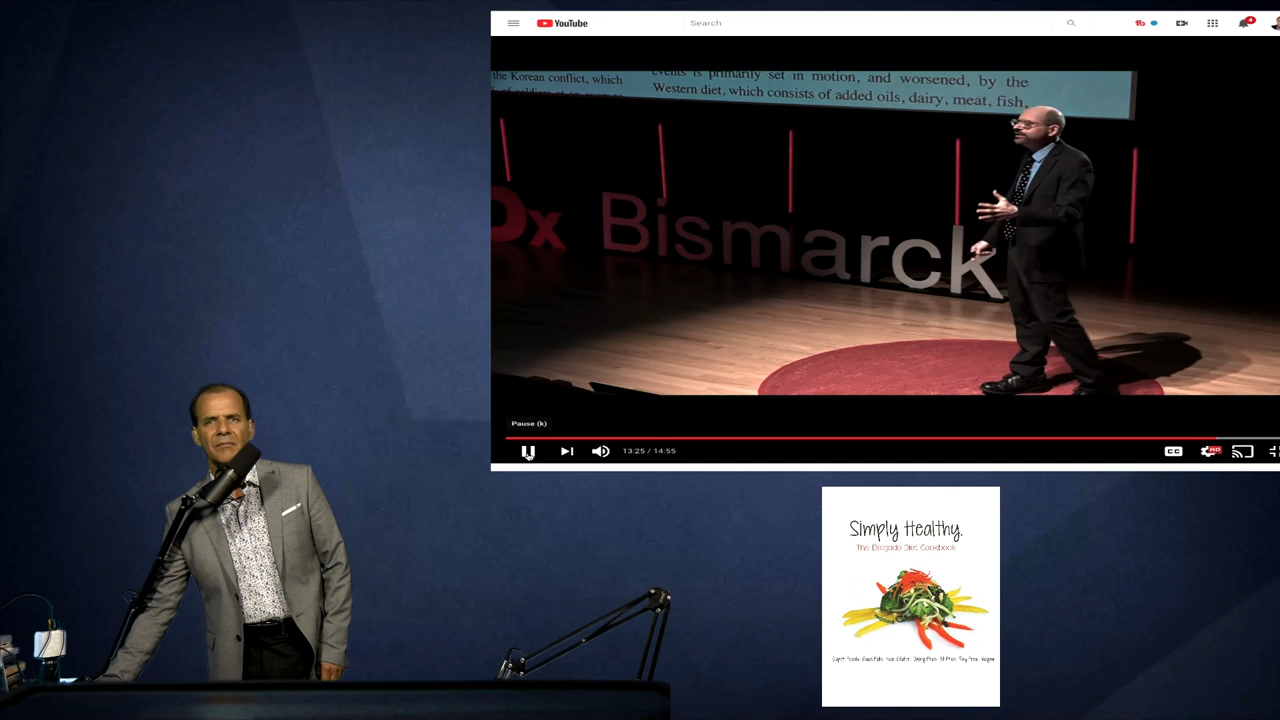 YouTube
Search
4
the Korean conflict, which
events is primarily set in motion, and worsened, by the
Western diet, which consists of added oils, dairy, meat, fish,
x Bismarck
Pause (k)
13:25 / 14:55
CC
HD
Simply Healthy.
The Delgado Diet Cookbook